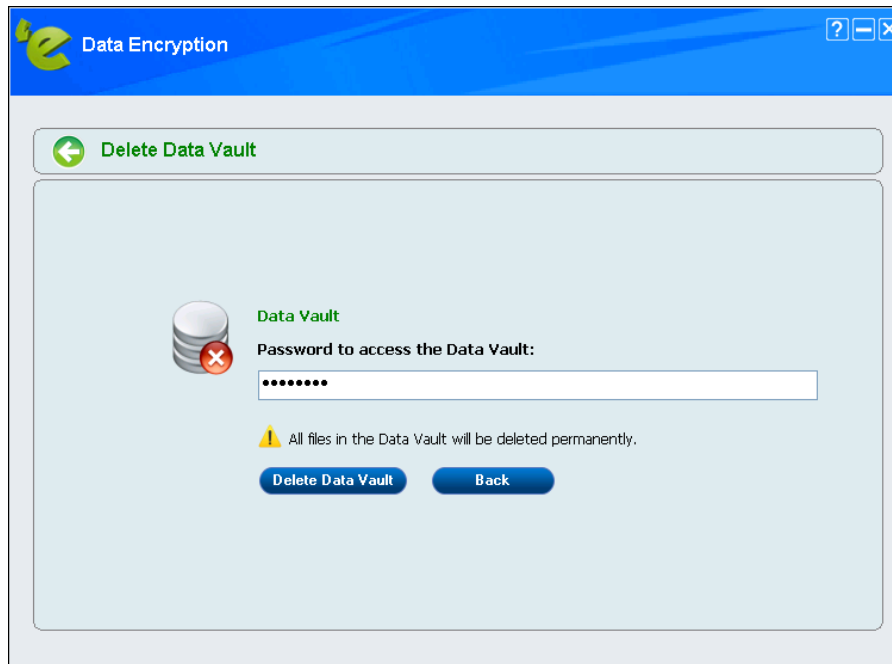 Data Encryption
Delete Data Vault
Data Vault
Password to access the Data Vault:
••••••••
All files in the Data Vault will be deleted permanently.
Delete Data Vault Back